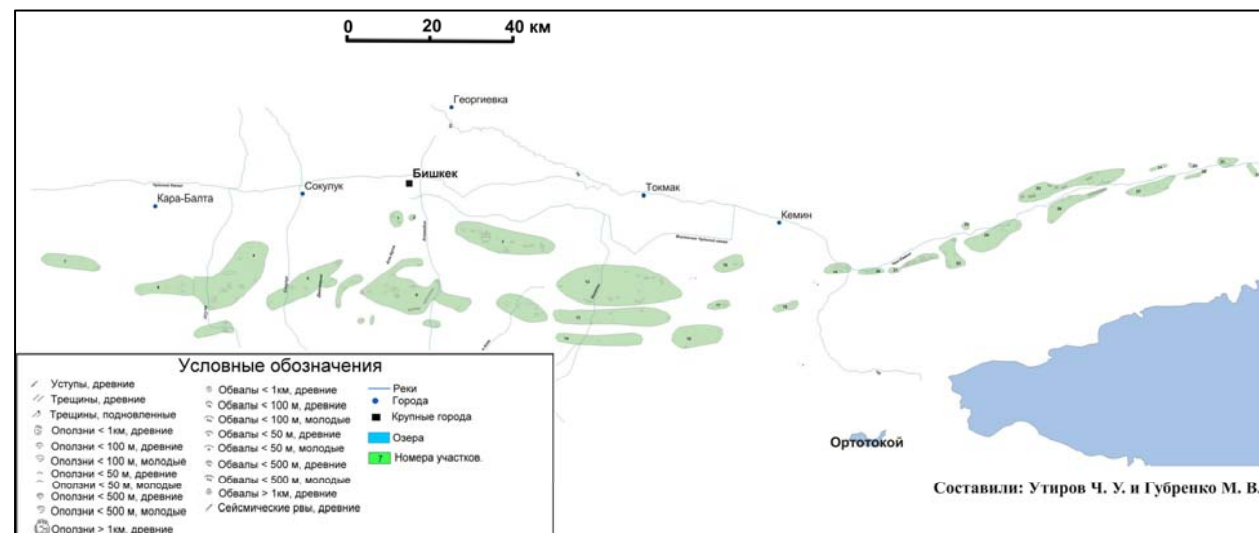 0 20 40 км
Георгиевка
Бишкек
Сокулук
Кара-Балта
Токмак
Кемин
Ортотокой
Условные обозначения
Уступы, древние
Трещины, древние
Трещины, подновленные
Оползни < 1км, древние
Оползни < 100 м, древние
Оползни < 100 м, молодые
Оползни < 50 м, древние
Оползни < 50 м, молодые
Оползни < 500 м, древние
Оползни < 500 м, молодые
Оползни > 1км, древние
Обвалы < 1км, древние
Обвалы < 100 м, древние
Обвалы < 100 м, молодые
Обвалы < 50 м, древние
Обвалы < 50 м, молодые
Обвалы < 500 м, древние
Обвалы < 500 м, молодые
Обвалы > 1км, древние
Сейсмические рвы, древние
Реки
Города
Крупные города
Озера
7 Номера участков.
Составили: Утиров Ч. У. и Губренко М. В.